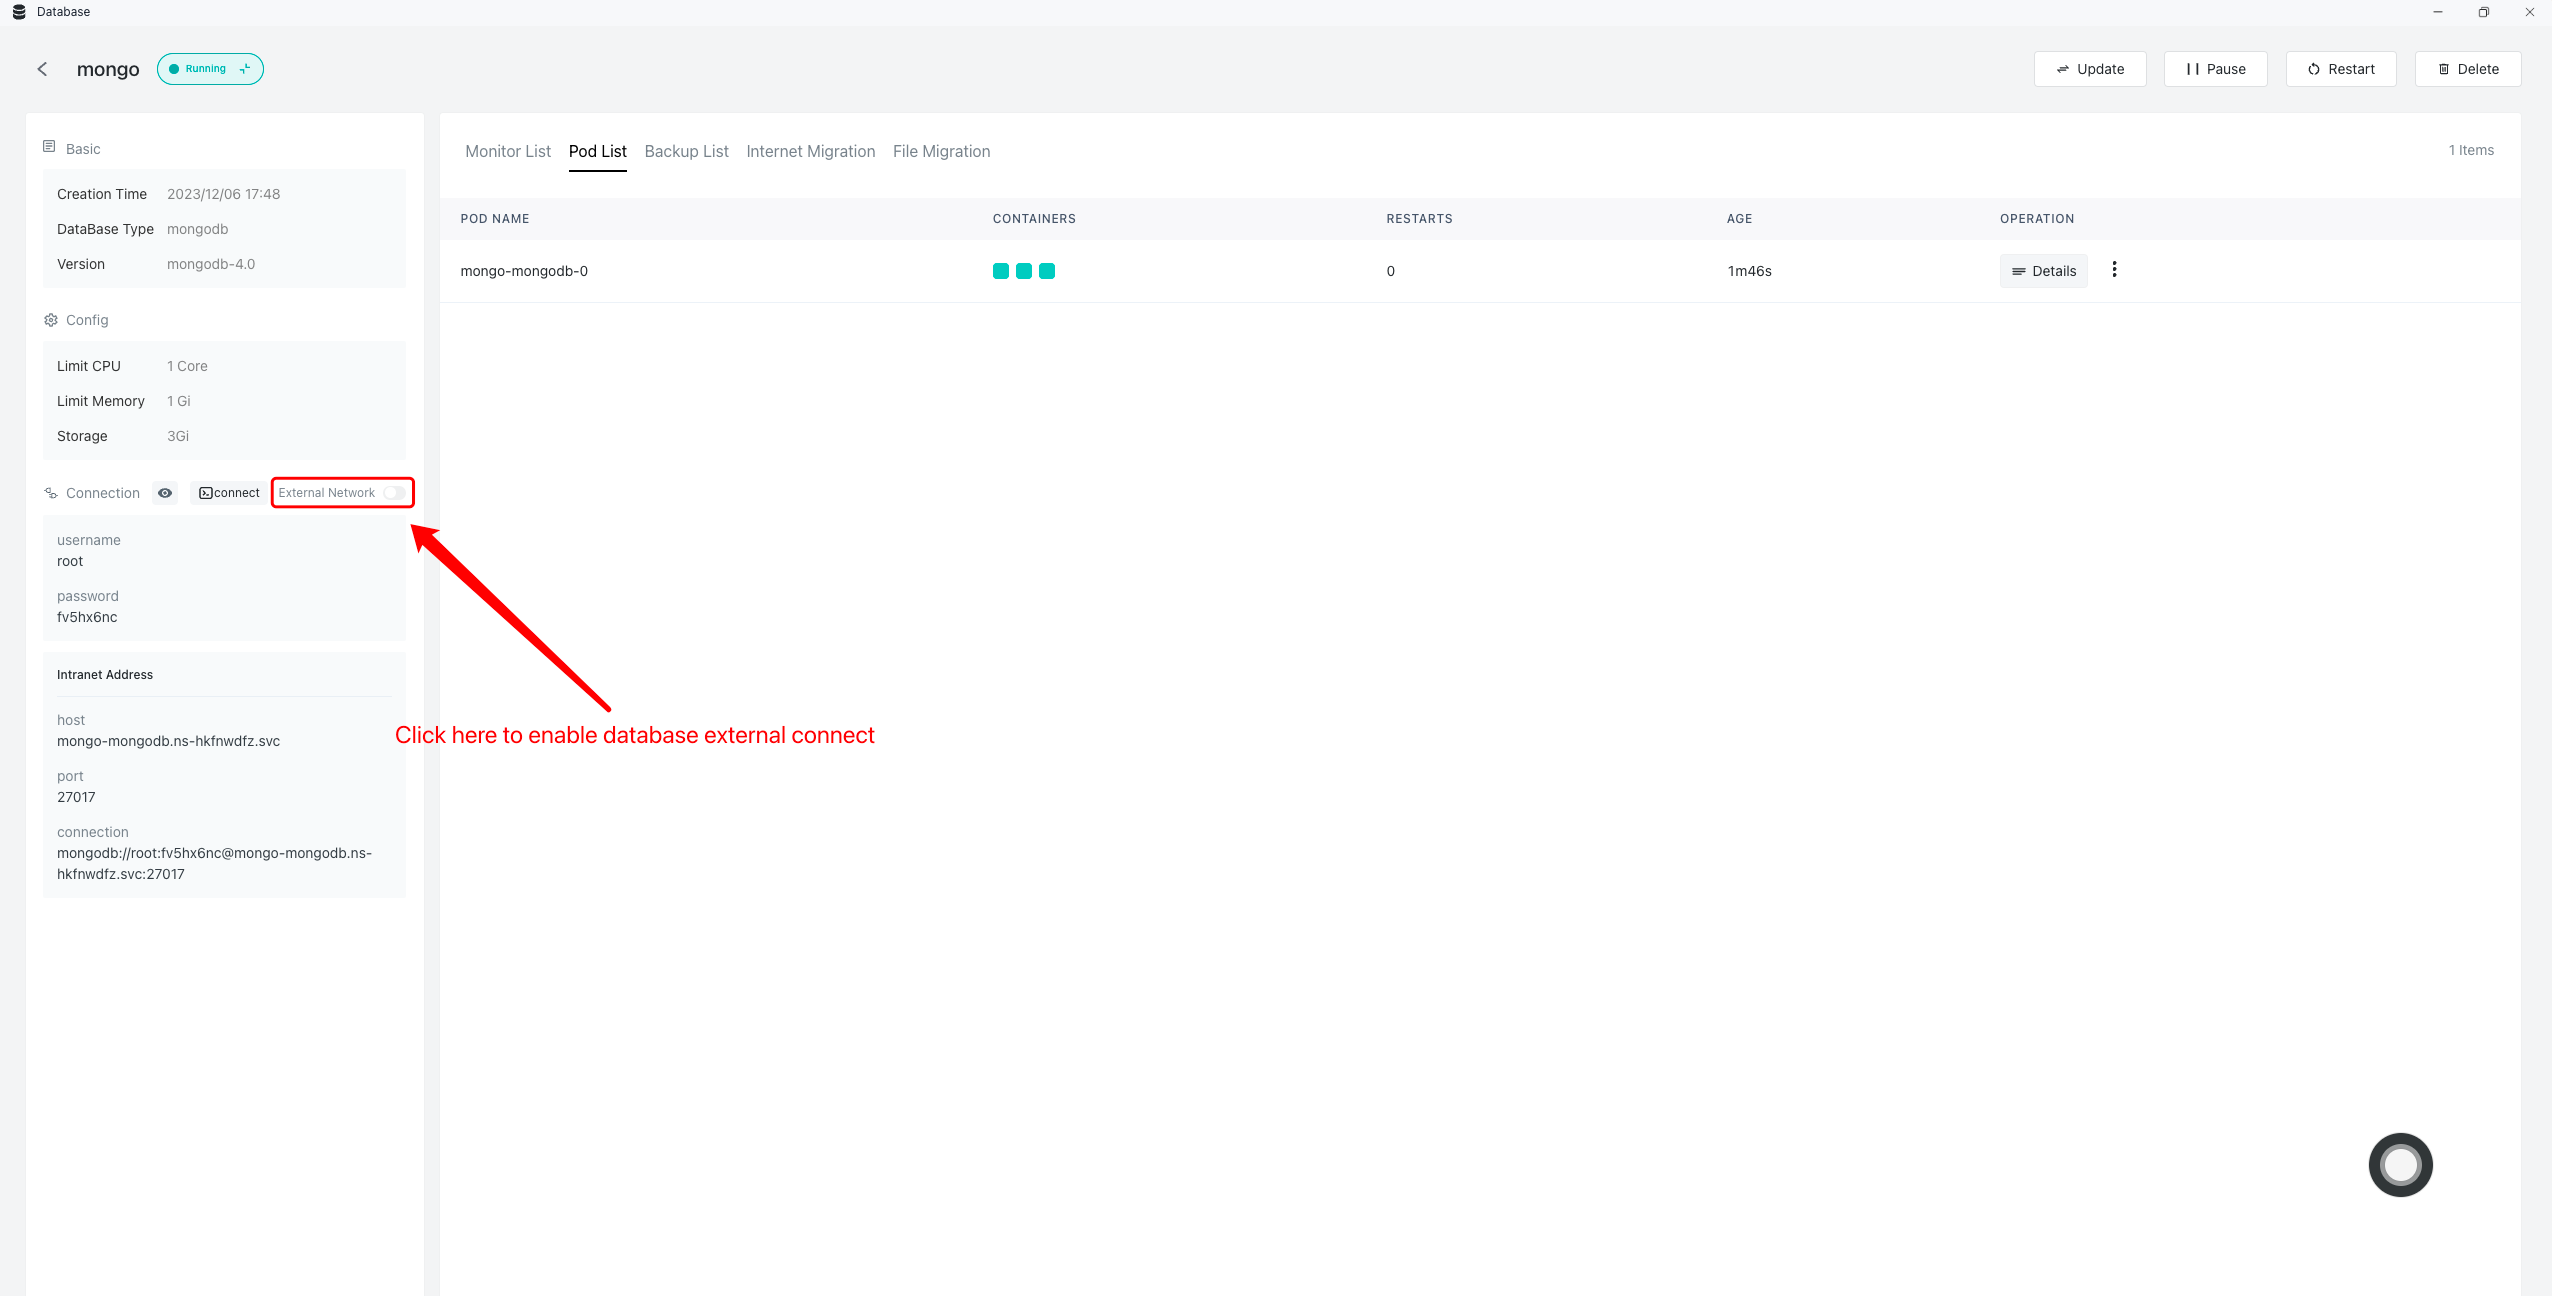 Database
mongo
Running
Update
Pause
Restart
Delete
Basic
Creation Time 2023/12/06 17:48
DataBase Type mongodb
Version mongodb-4.0
Config
Limit CPU 1 Core
Limit Memory 1 Gi
Storage 3Gi
Connection connect External Network
username
root
password
fv5hx6nc
Intranet Address
host
mongo-mongodb.ns-hkfnwdfz.svc
port
27017
connection
mongodb://root:fv5hx6nc@mongo-mongodb.ns-
hkfnwdfz.svc:27017
Monitor List Pod List Backup List Internet Migration File Migration
1 Items
POD NAME CONTAINERS RESTARTS AGE OPERATION
mongo-mongodb-0 0 1m46s Details
Click here to enable database external connect